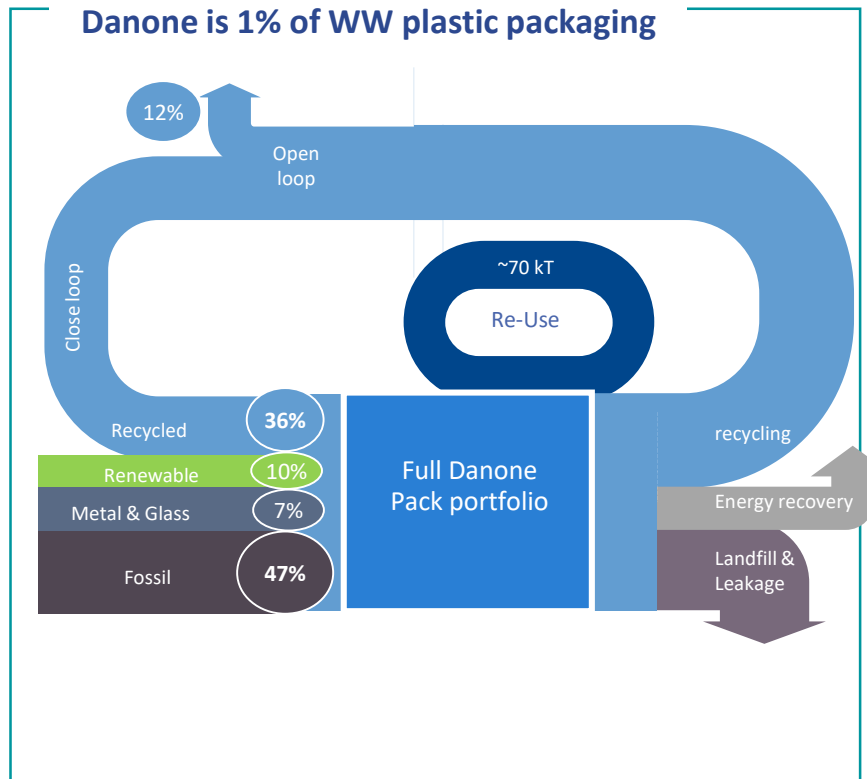 Danone is 1% of WW plastic packaging
12%
Open
loop
Close loop
~70 kT
Re-Use
Recycled
36%
Renewable
10%
Metal & Glass
7%
Fossil
47%
Full Danone
Pack portfolio
recycling
Energy recovery
Landfill &
Leakage